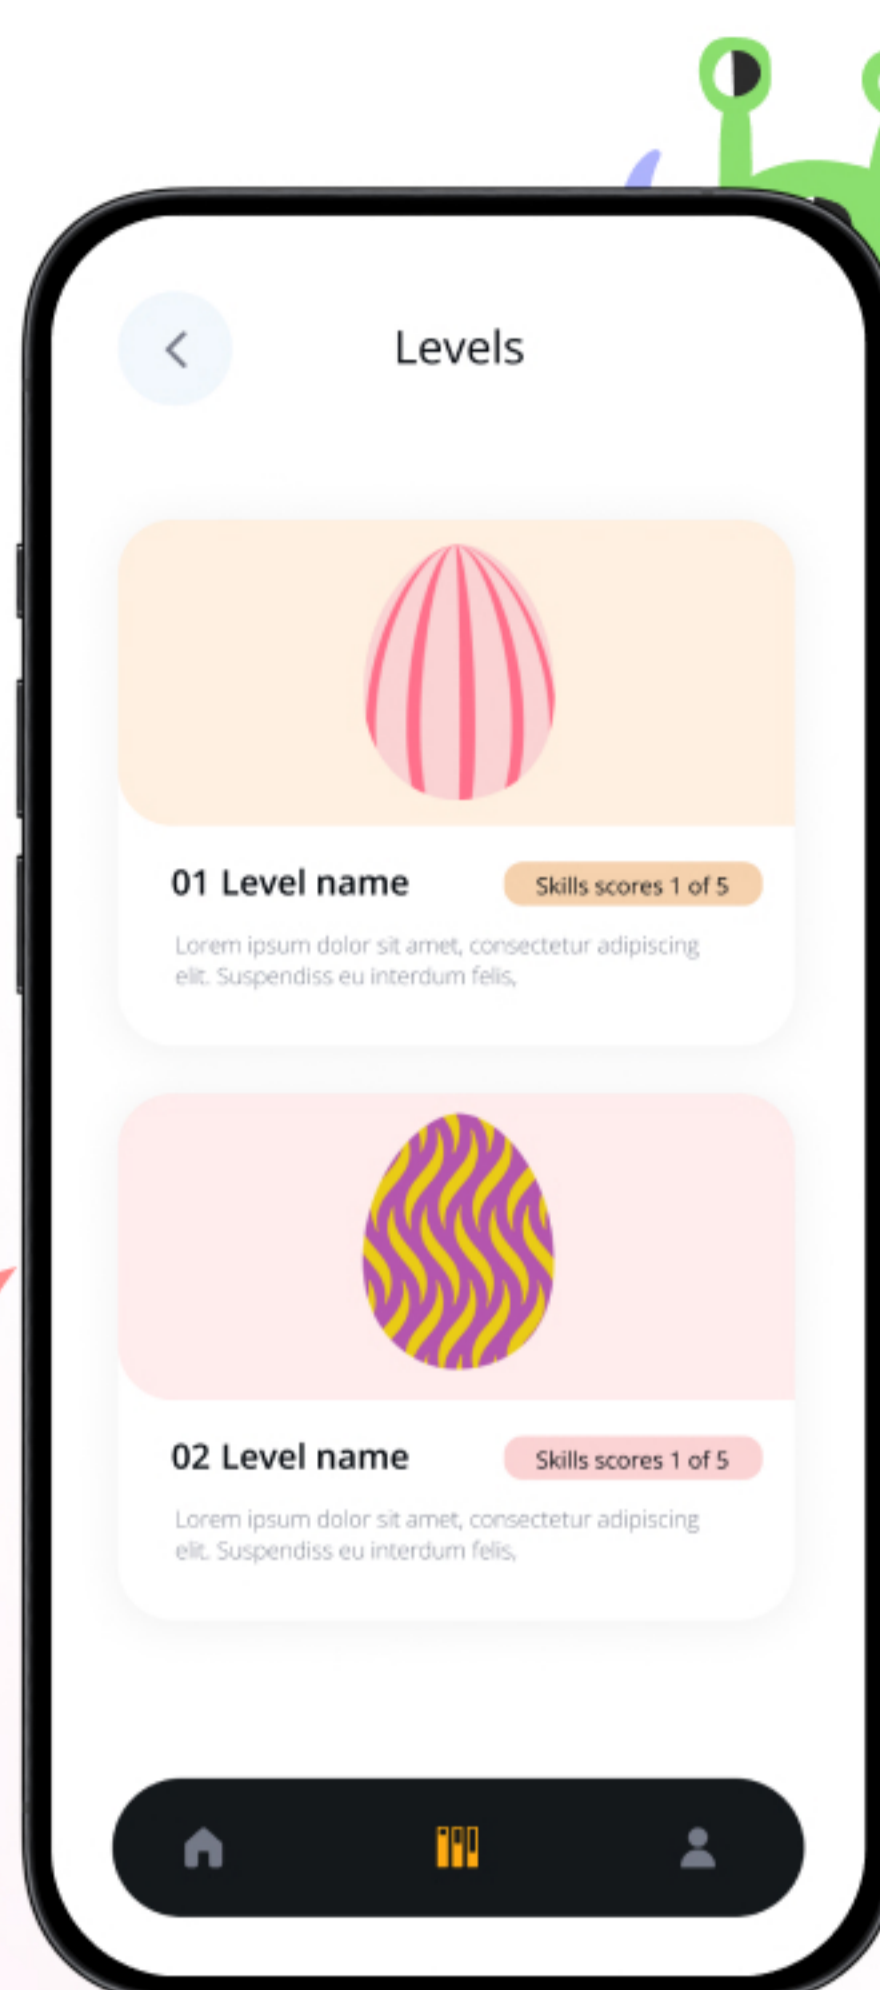 Levels
01 Level name
Skills scores 1 of 5
Lorem ipsum dolor sit amet, consectetur adipiscing
elit. Suspendiss eu interdum felis,
02 Level name
Skills scores 1 of 5
Lorem ipsum dolor sit amet, consectetur adipiscing
elit. Suspendiss eu interdum felis,